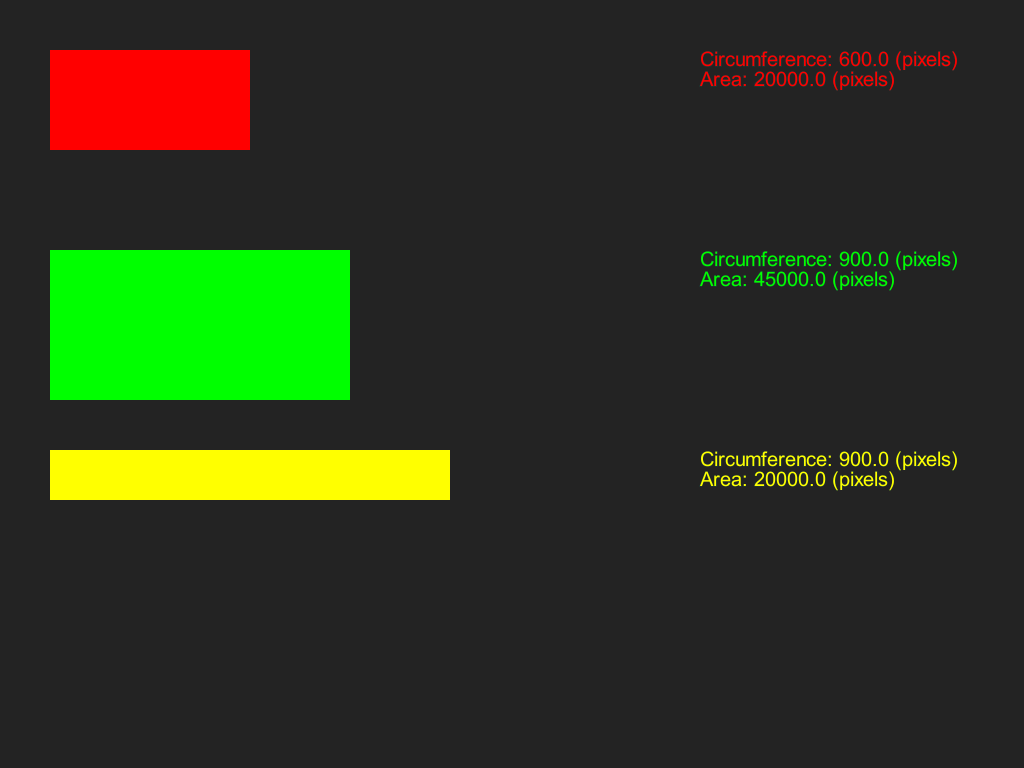 Circumference: 600.0 (pixels)
Area: 20000.0 (pixels)
Circumference: 900.0 (pixels)
Area: 45000.0 (pixels)
Circumference: 900.0 (pixels)
Area: 20000.0 (pixels)